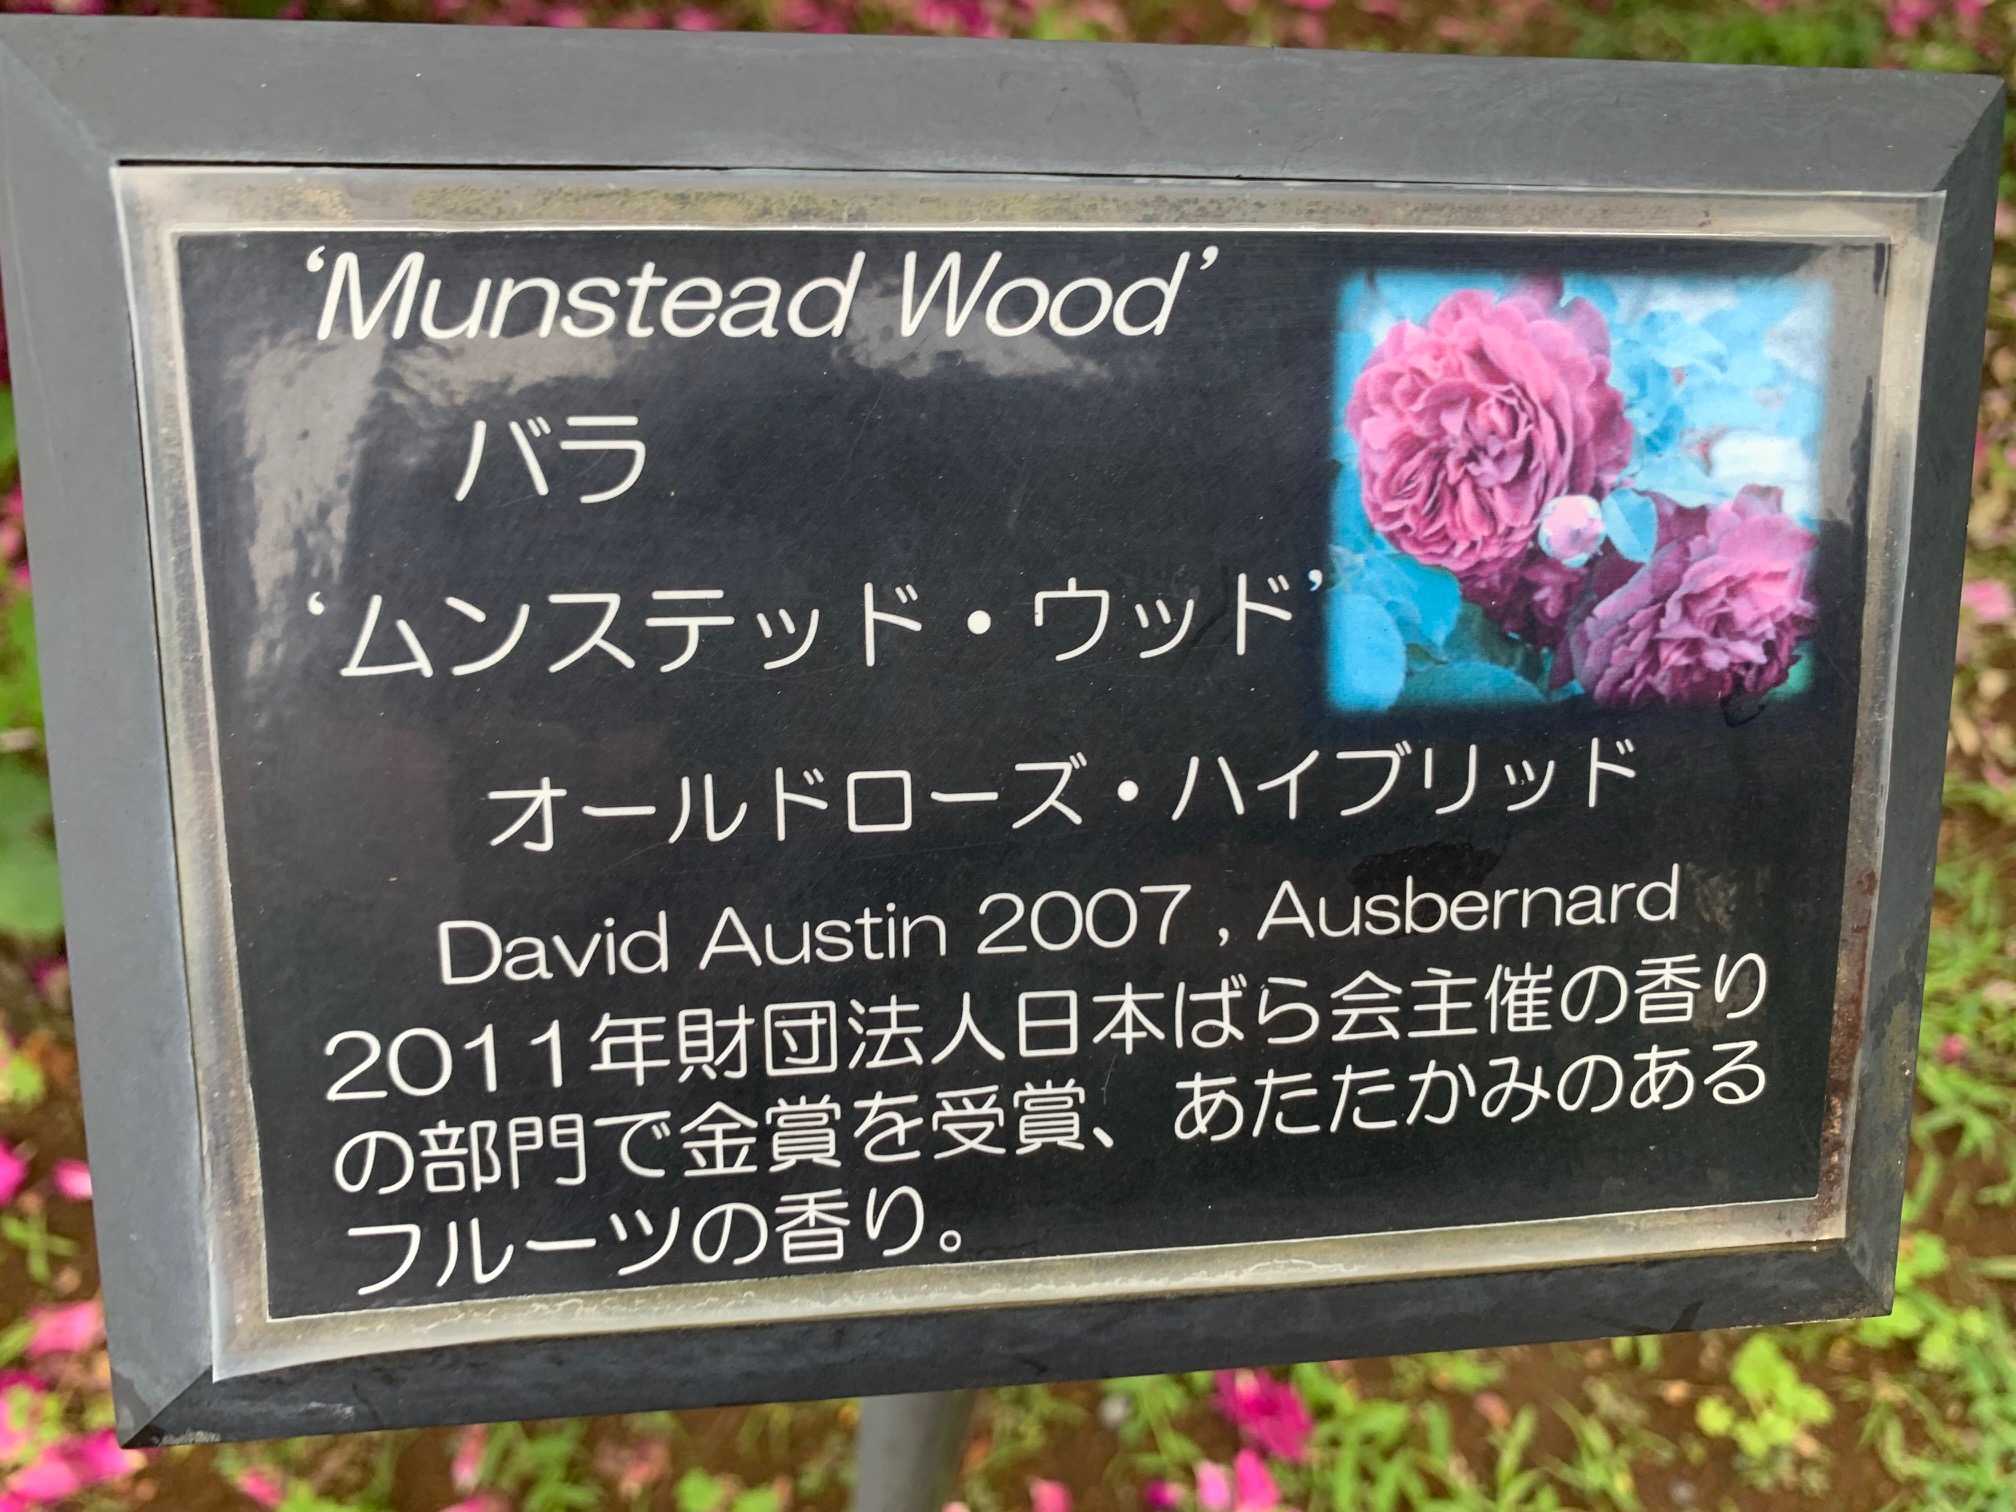 ‘Munstead Wood’
バラ
‘ムンステッド・ウッド’
オールドローズ・ハイブリッド
David Austin 2007 , Ausbernard
2011年財団法人日本ばら会主催の香り
の部門で金賞を受賞、あたたかみのある
フルーツの香り。